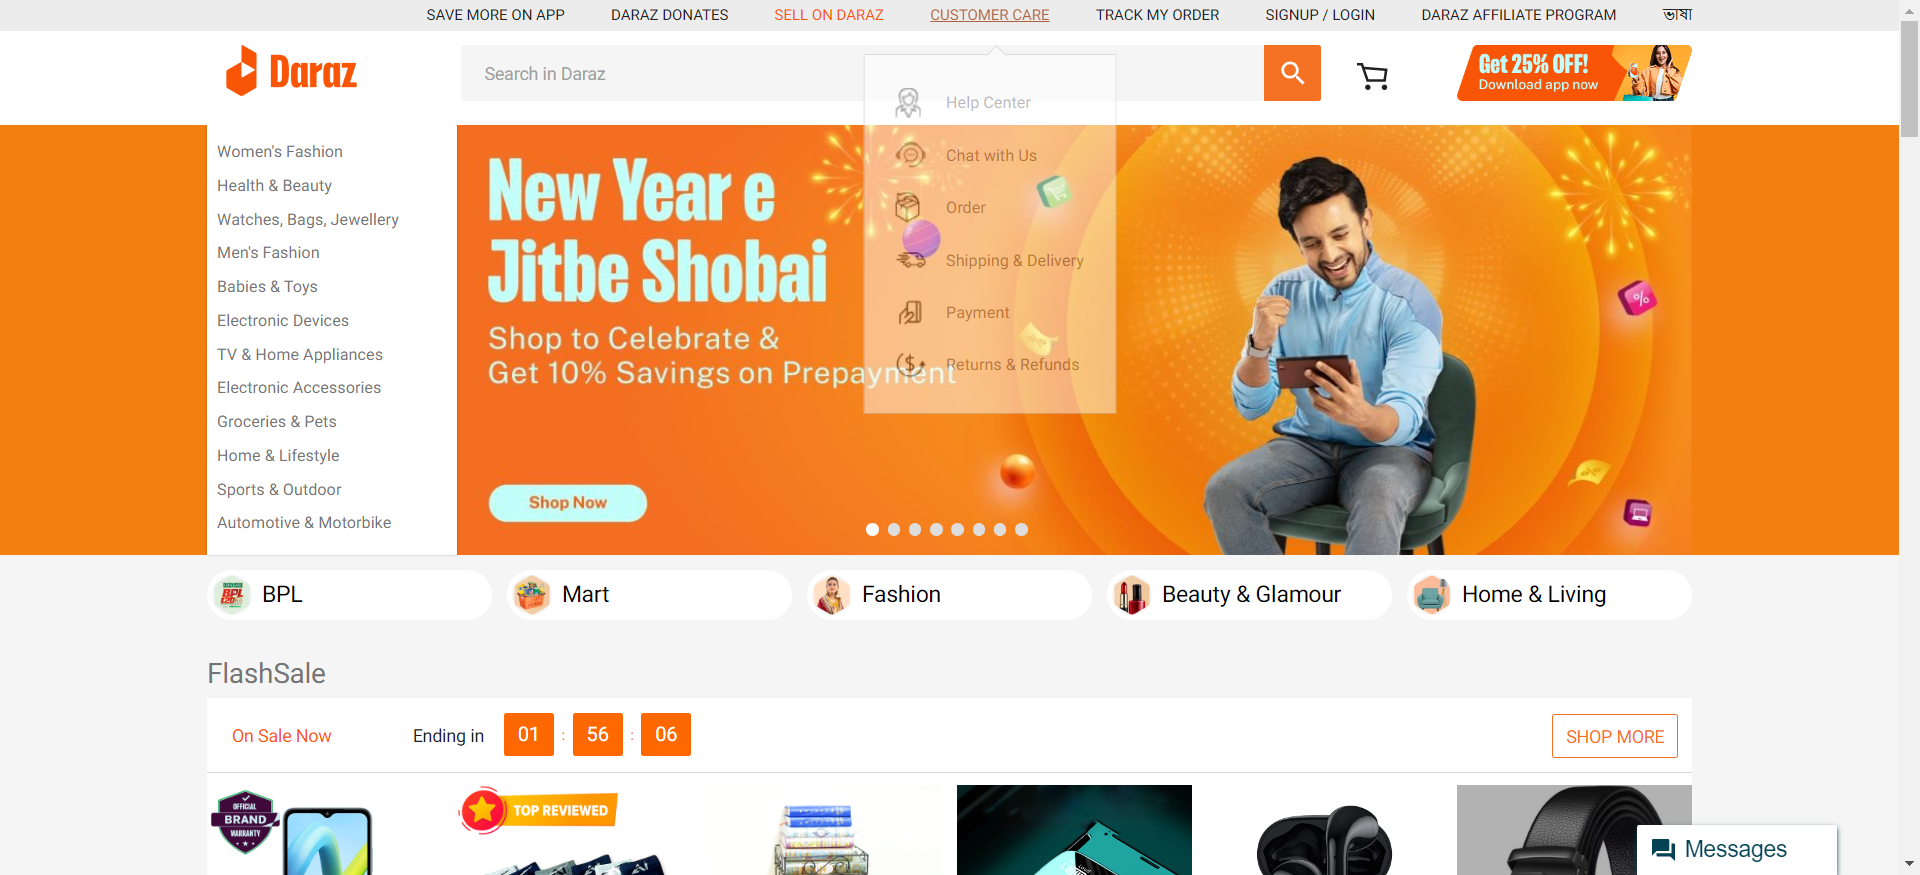 SAVE MORE ON APP
DARAZ DONATES
SELL ON DARAZ
CUSTOMER CARE
TRACK MY ORDER
SIGNUP / LOGIN
DARAZ AFFILIATE PROGRAM
ভাষা
Daraz
Search in Daraz
Get 25% OFF!
Download app now
Help Center
Chat with Us
Order
Shipping & Delivery
Payment
Returns & Refunds
Women's Fashion
Health & Beauty
Watches, Bags, Jewellery
Men's Fashion
Babies & Toys
Electronic Devices
TV & Home Appliances
Electronic Accessories
Groceries & Pets
Home & Lifestyle
Sports & Outdoor
Automotive & Motorbike
New Year e
Jitbe Shobai
Shop to Celebrate &
Get 10% Savings on Prepayment
Shop Now
BPL
BPL
Mart
Fashion
Beauty & Glamour
Home & Living
FlashSale
On Sale Now
Ending in
01 : 56 : 06
SHOP MORE
OFFICIAL
BRAND
WARRANTY
TOP REVIEWED
Messages